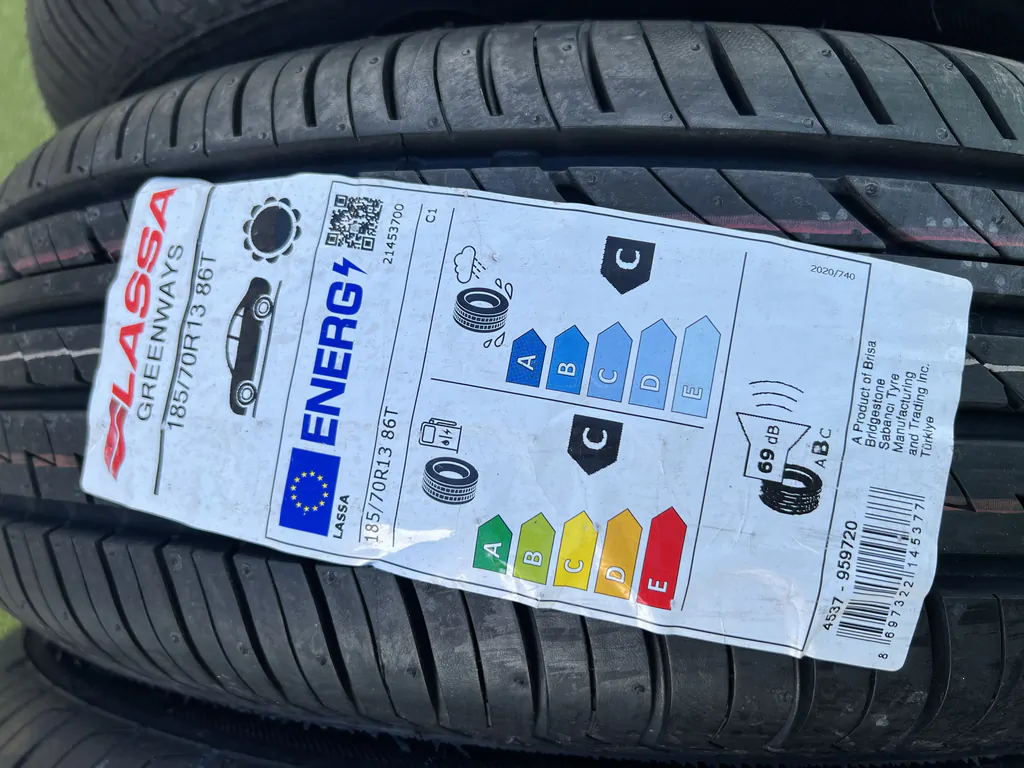 LASSA
GREENWAYS
185/70R13 86T
ENERG
21453700
LASSA
185/70R13 86T
C1
C
A
B
C
D
E
C
A
B
C
D
E
2020/740
69 dB
ABC
A Product of Brisa
Bridgestone
Sabancı Tyre
Manufacturing
and Trading Inc.
Türkiye
4537 - 959720
8 697322 145377